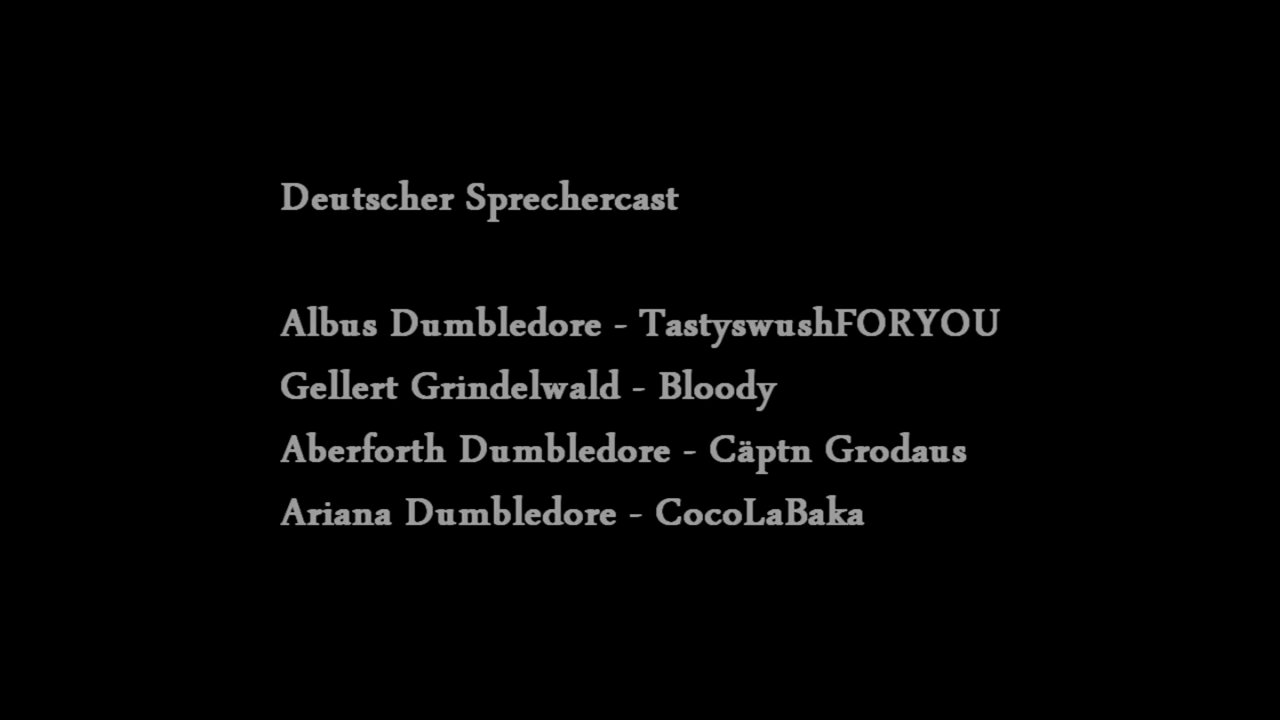 Deutscher Sprechercast
Albus Dumbledore - TastyswushFORYOU
Gellert Grindelwald - Bloody
Aberforth Dumbledore - Cäptn Grodaus
Ariana Dumbledore - CocoLaBaka